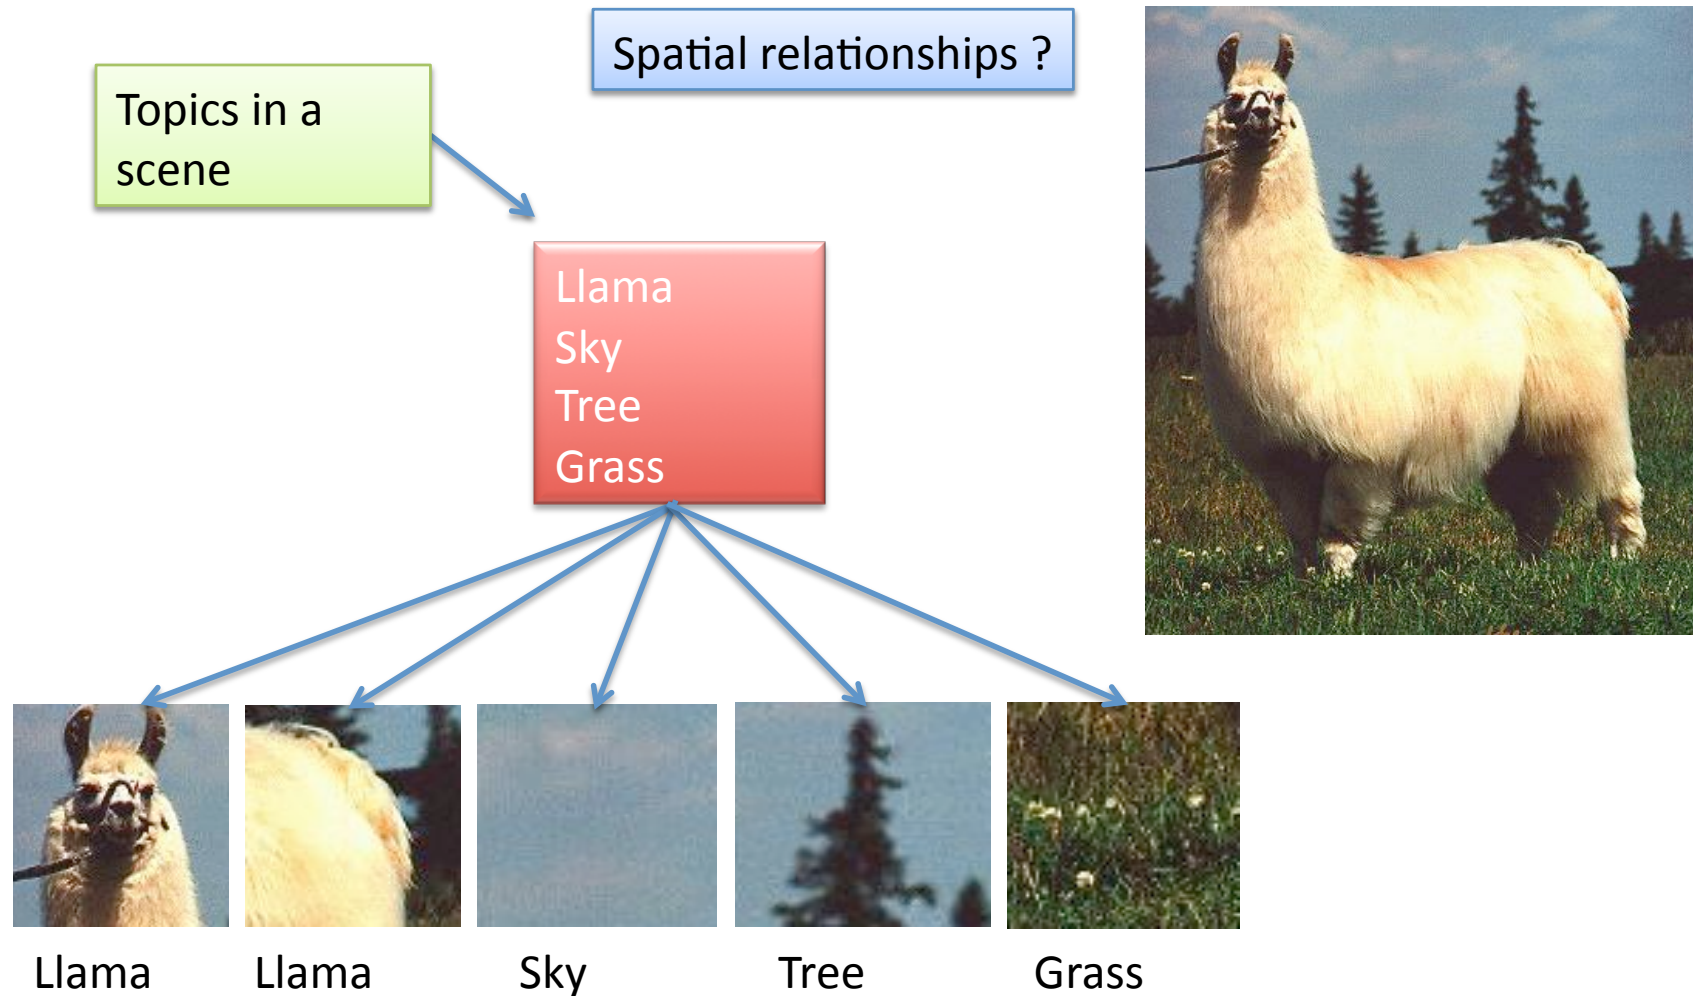 Spatial relationships ?
Topics in a
scene
Llama
Sky
Tree
Grass
Llama
Llama
Sky
Tree
Grass